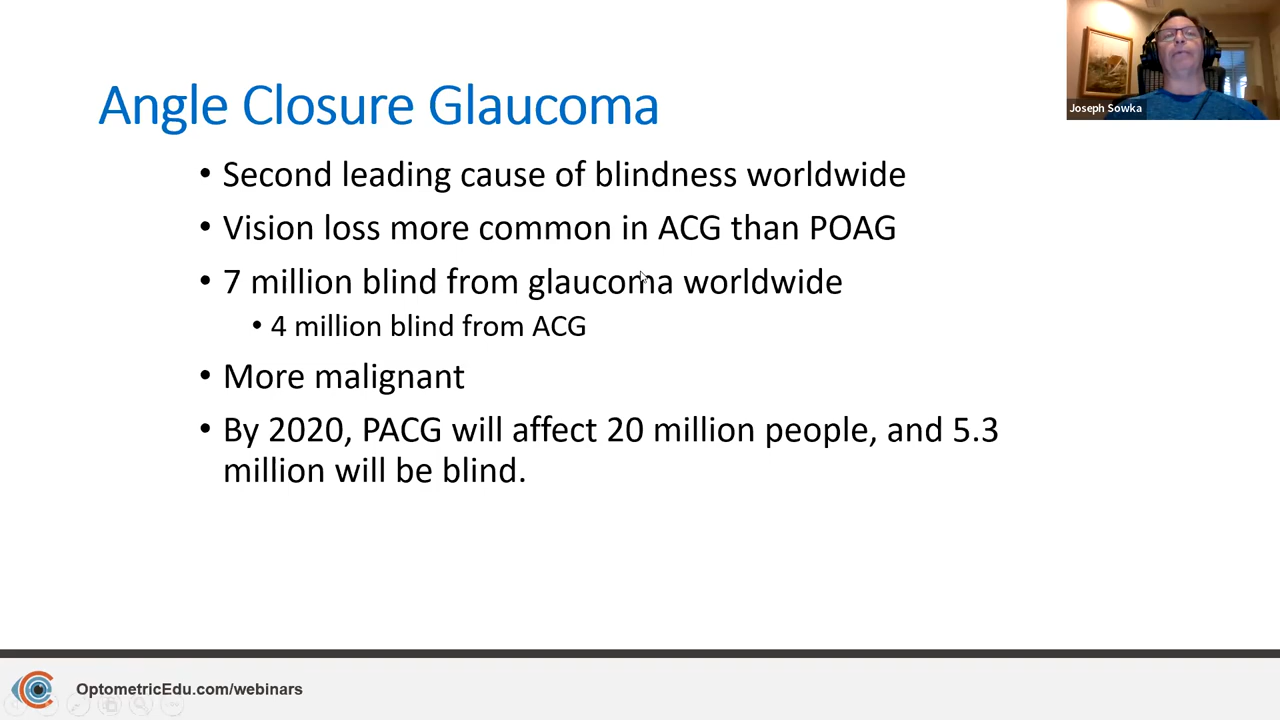 Joseph Sowka
Angle Closure Glaucoma
• Second leading cause of blindness worldwide
• Vision loss more common in ACG than POAG
• 7 million blind from glaucoma worldwide
• 4 million blind from ACG
• More malignant
• By 2020, PACG will affect 20 million people, and 5.3
million will be blind.
OptometricEdu.com/webinars